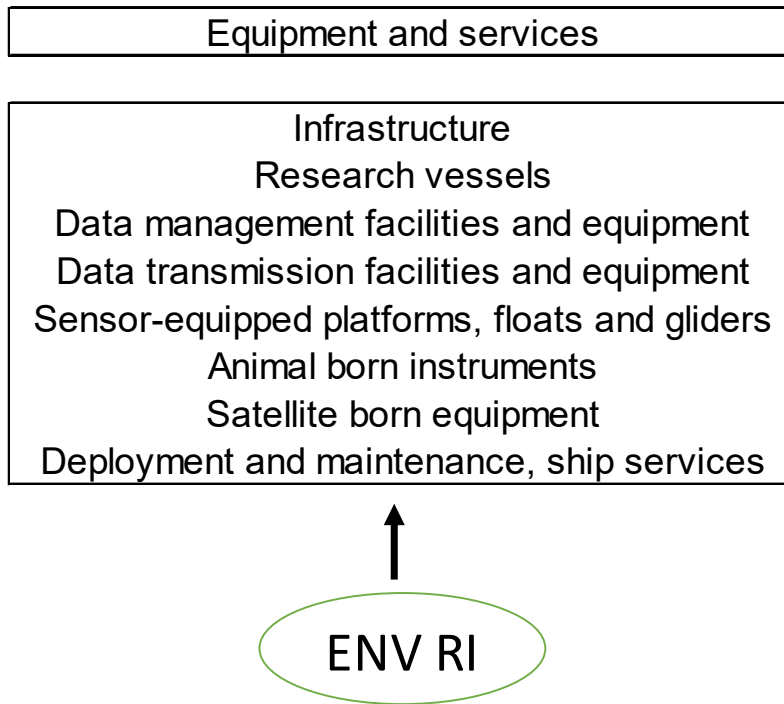 Equipment and services
Infrastructure
Research vessels
Data management facilities and equipment
Data transmission facilities and equipment
Sensor-equipped platforms, floats and gliders
Animal born instruments
Satellite born equipment
Deployment and maintenance, ship services
ENV RI